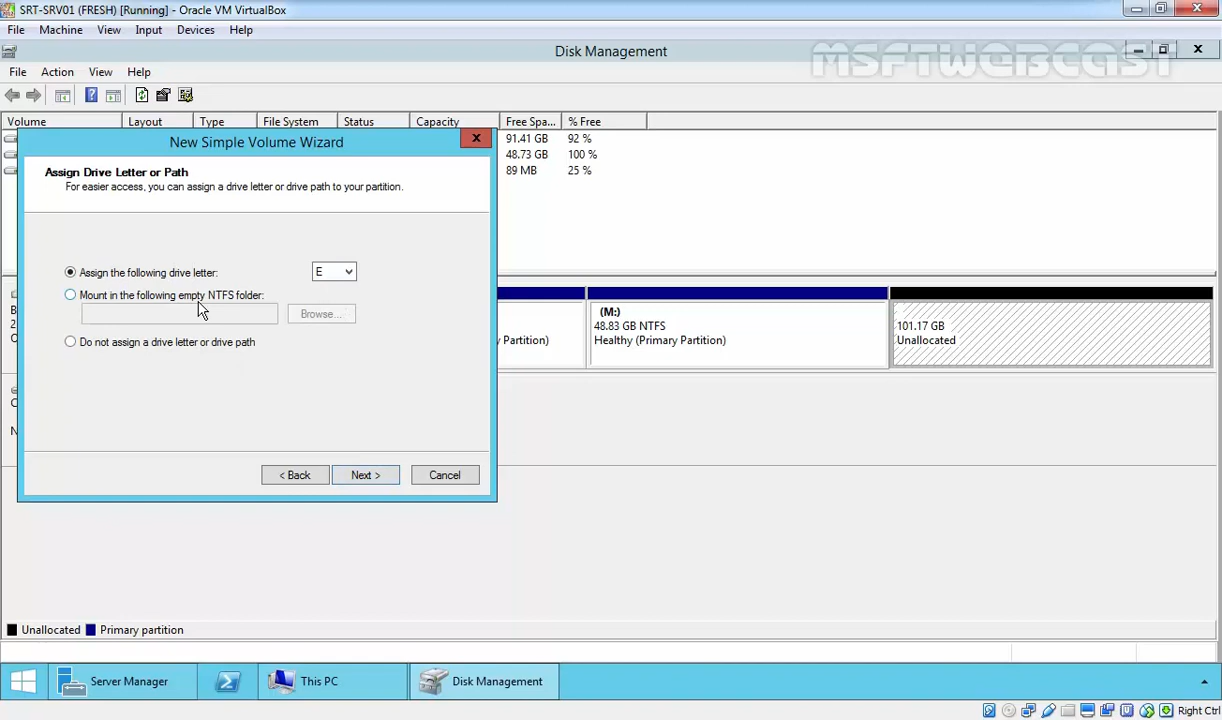 SRT-SRV01 (FRESH) [Running] - Oracle VM VirtualBox
File Machine View Input Devices Help
Disk Management
MSFTWEBCAST
File Action View Help
Volume Layout Type File System Status Capacity Free Spa... % Free
91.41 GB 92 %
48.73 GB 100 %
89 MB 25 %
New Simple Volume Wizard
Assign Drive Letter or Path
For easier access, you can assign a drive letter or drive path to your partition.
Assign the following drive letter: E
Mount in the following empty NTFS folder:
Browse...
Do not assign a drive letter or drive path
< Back Next > Cancel
Partition)
(M:)
48.83 GB NTFS
Healthy (Primary Partition)
101.17 GB
Unallocated
Unallocated Primary partition
Server Manager This PC Disk Management
Right Ctrl